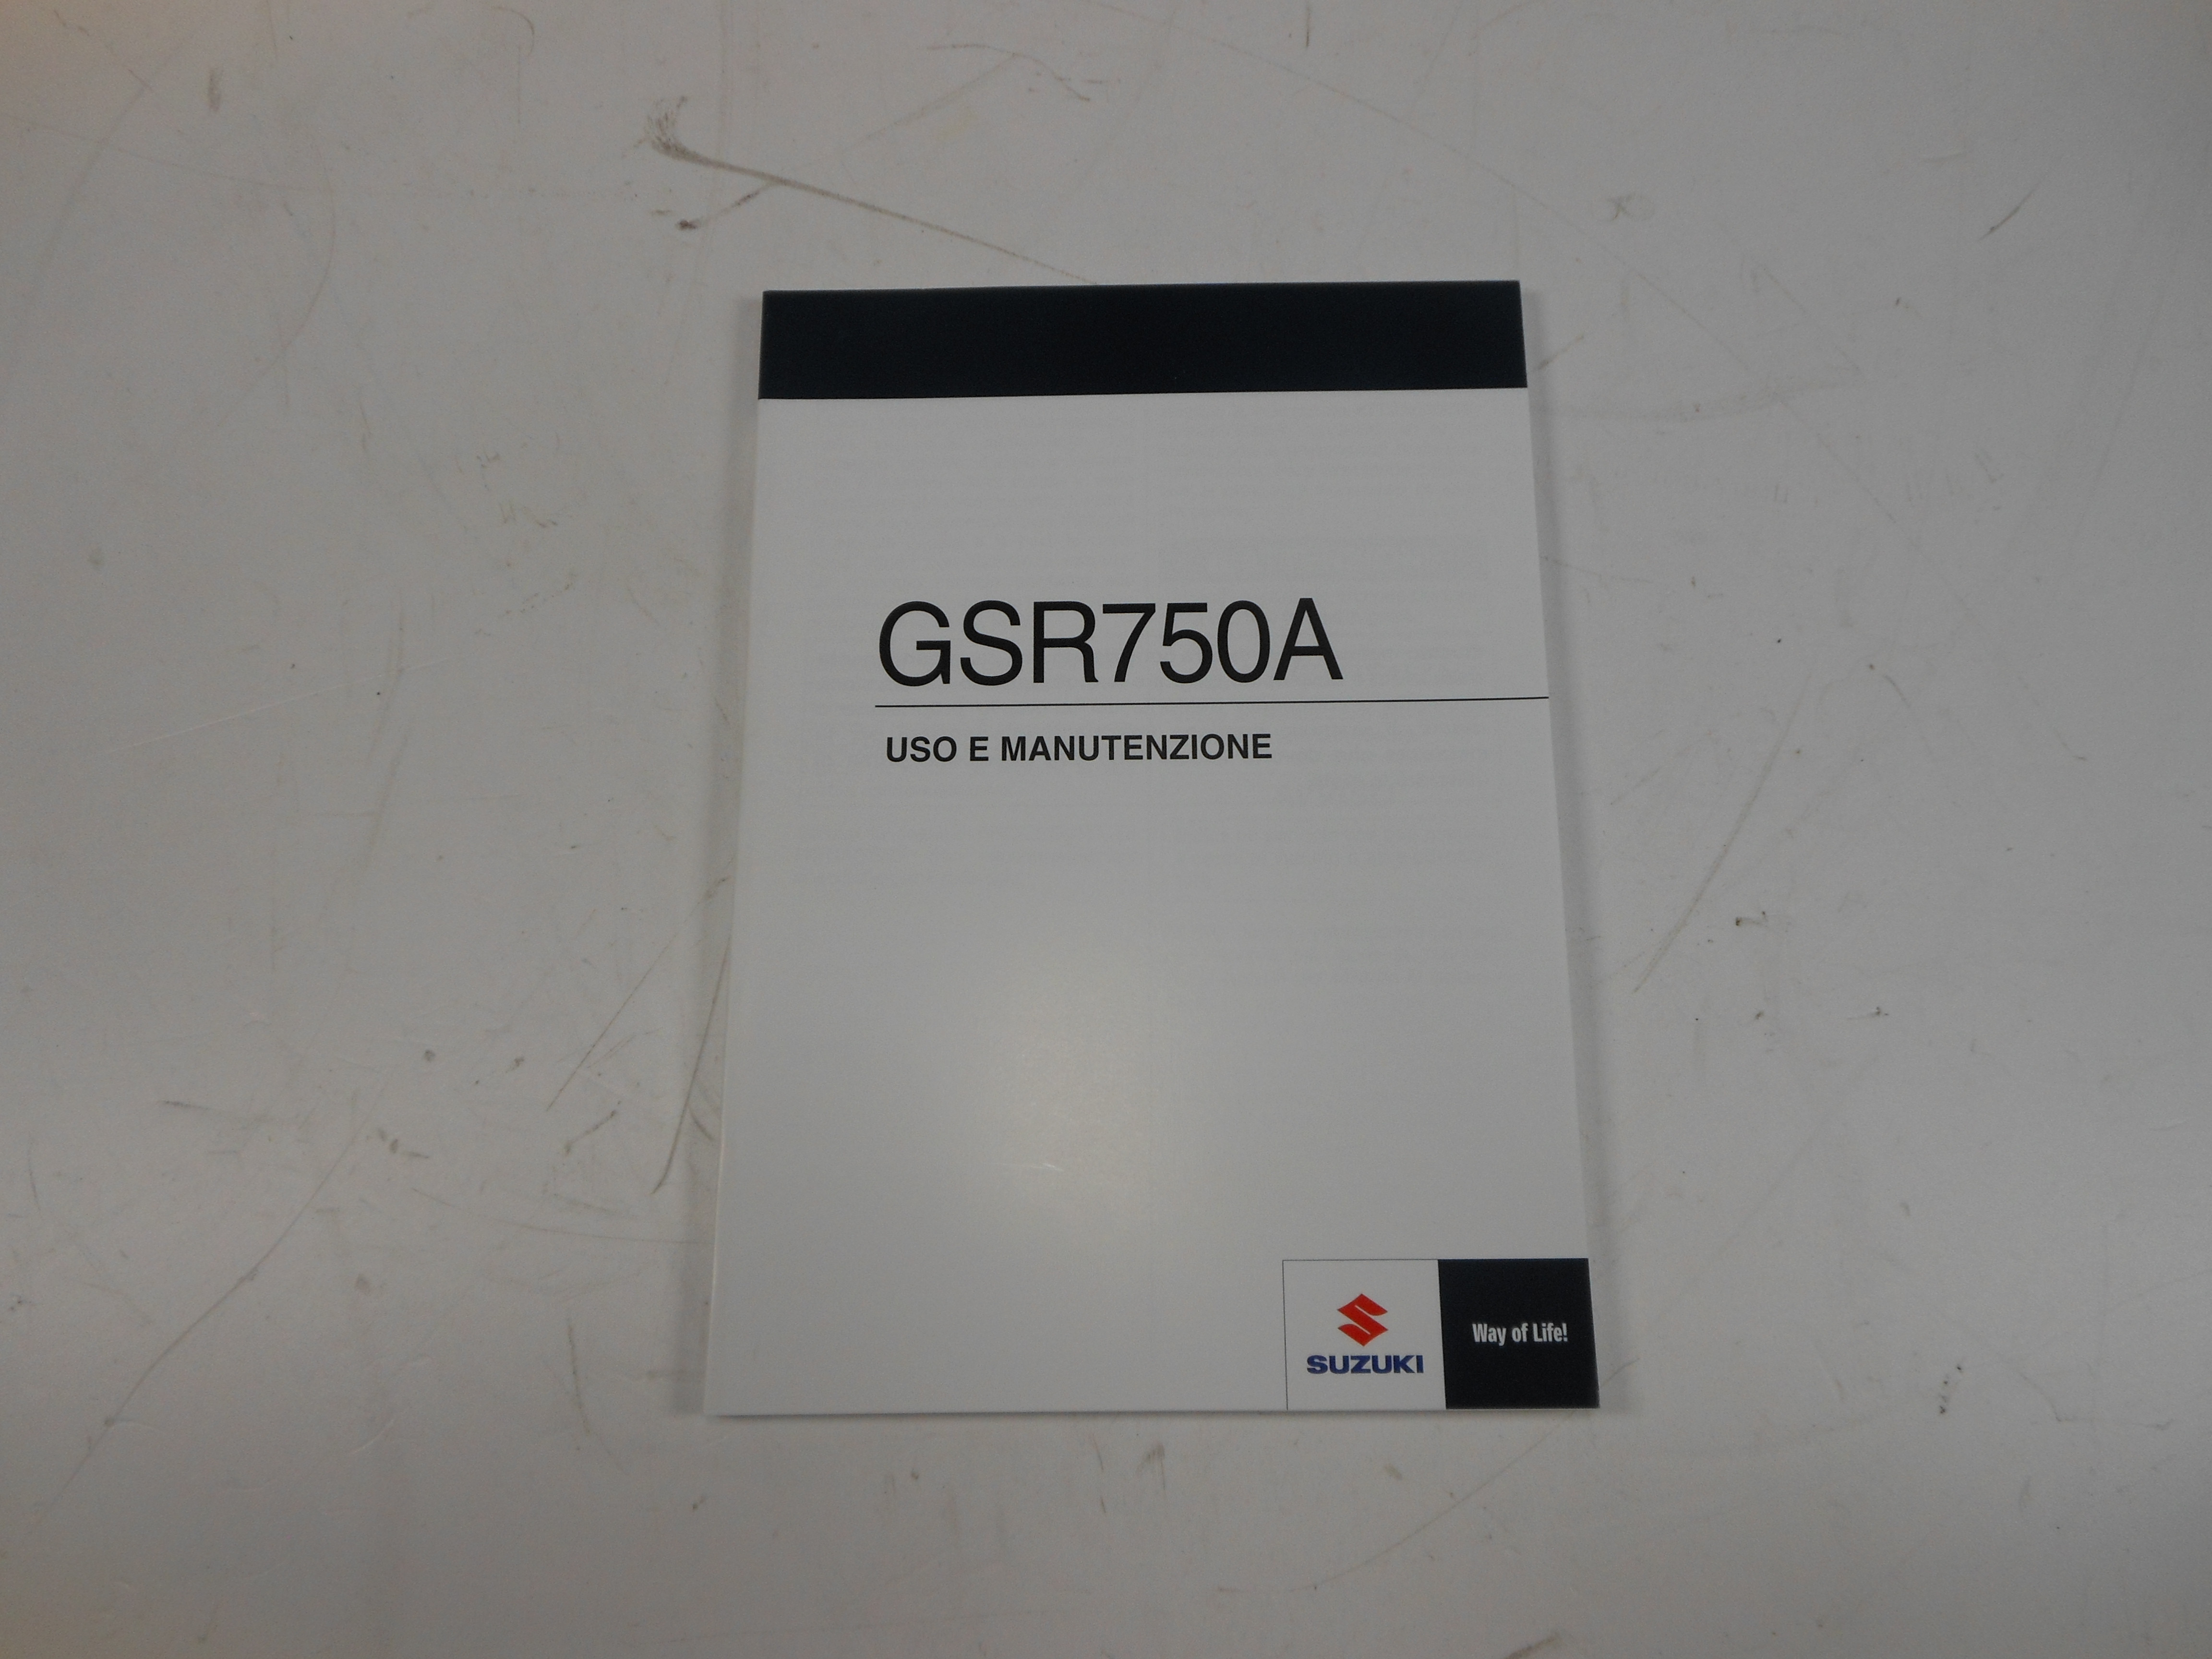 GSR750A
USO E MANUTENZIONE
SUZUKI
Way of Life!